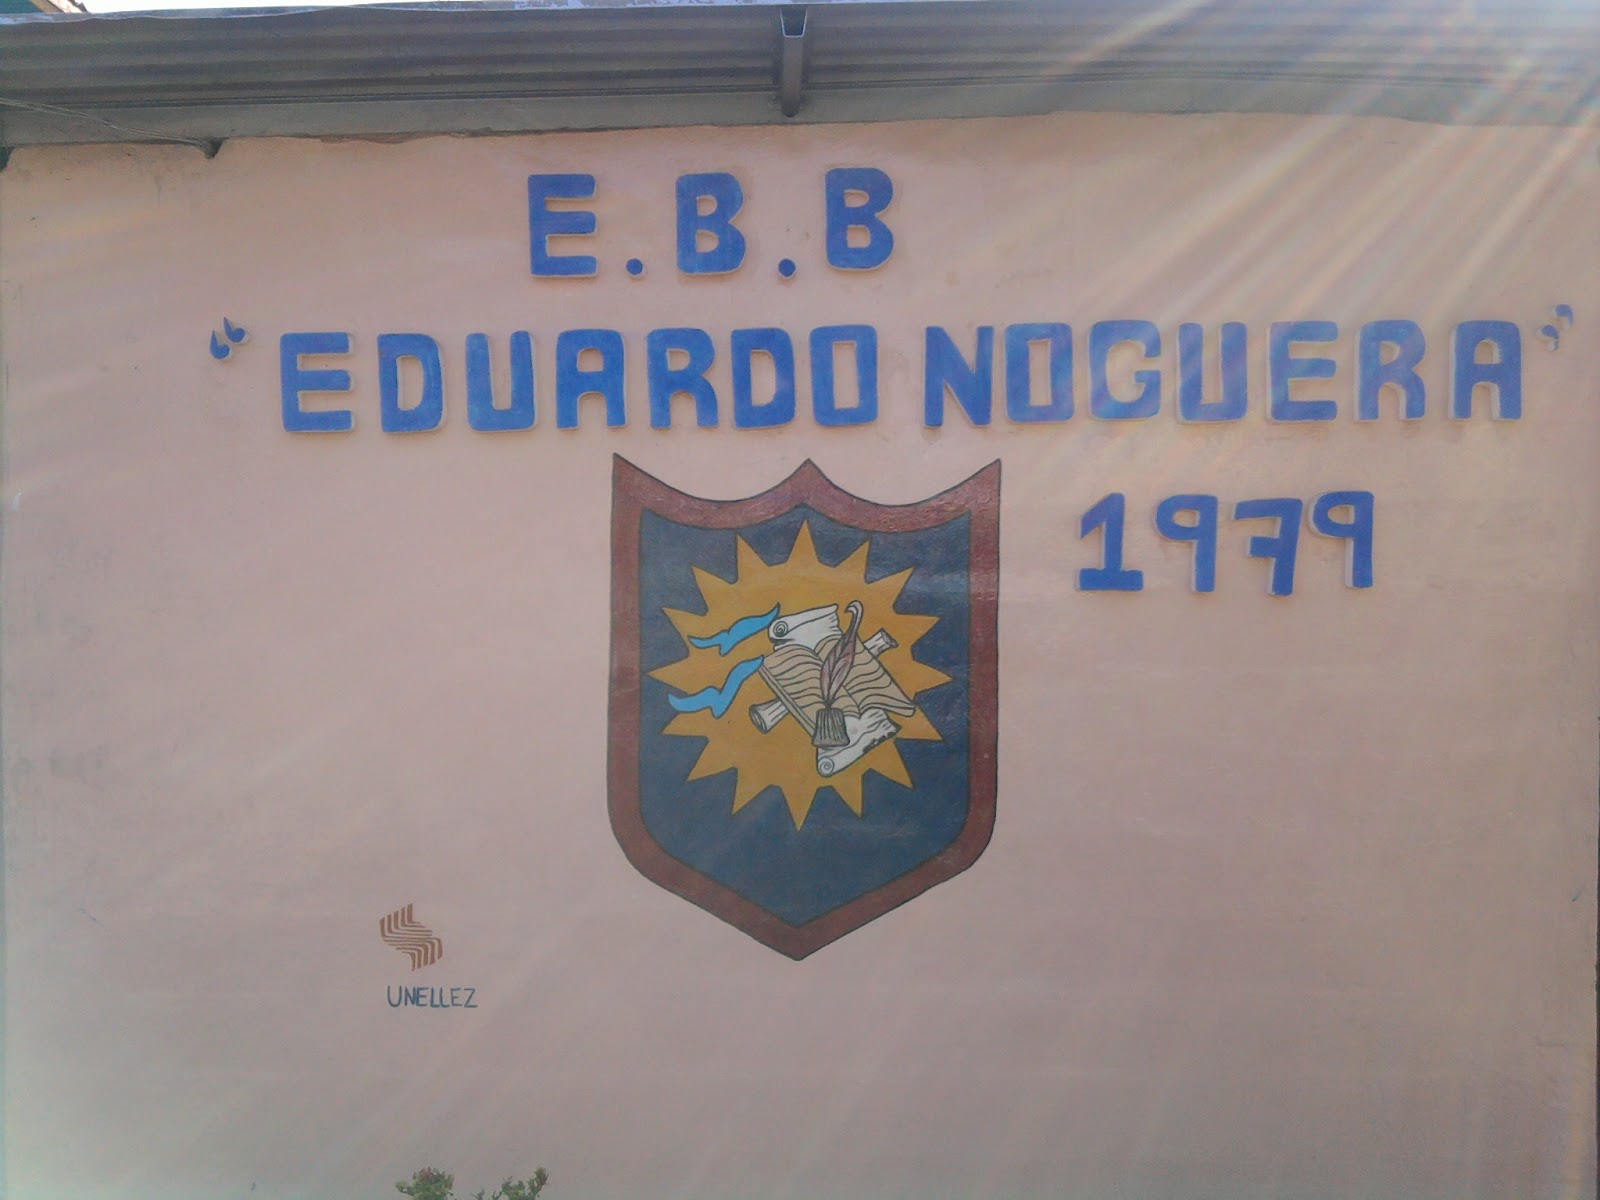 E.B.B
"EDUARDO NOGUERA"
1979
UNELLEZ